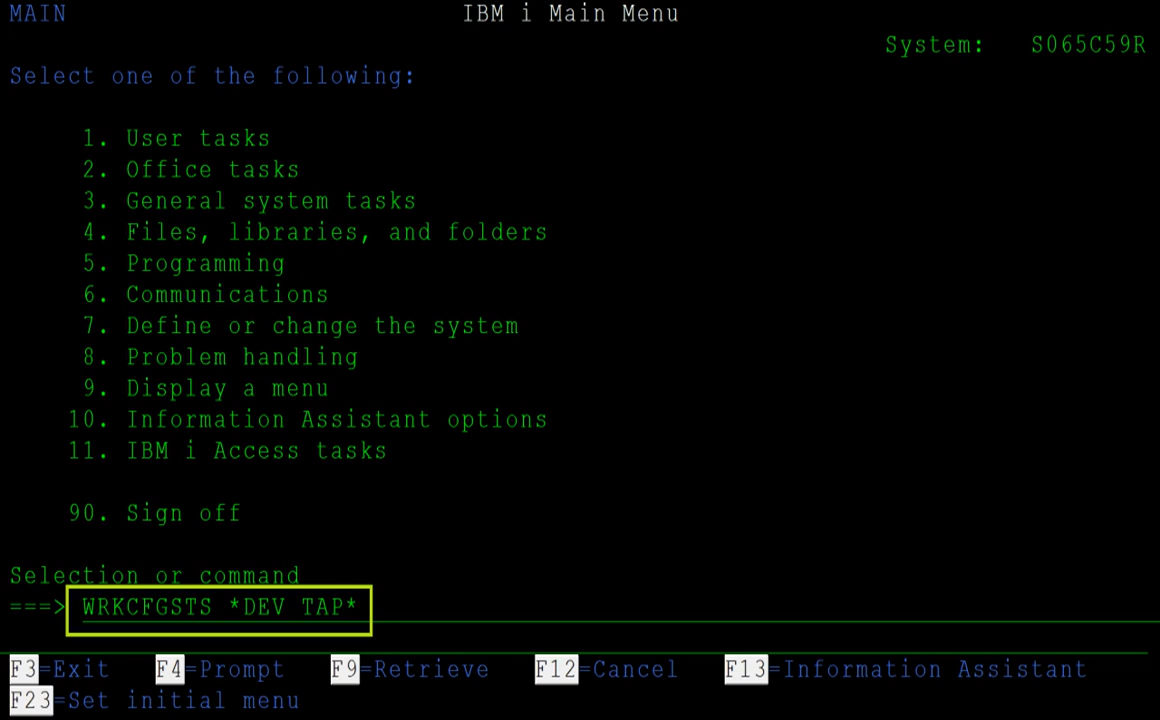 MAIN IBM i Main Menu
System: S065C59R
Select one of the following:
1. User tasks
2. Office tasks
3. General system tasks
4. Files, libraries, and folders
5. Programming
6. Communications
7. Define or change the system
8. Problem handling
9. Display a menu
10. Information Assistant options
11. IBM i Access tasks
90. Sign off
Selection or command
===> WRKCFGSTS *DEV TAP*
F3=Exit F4=Prompt F9=Retrieve F12=Cancel F13=Information Assistant
F23=Set initial menu